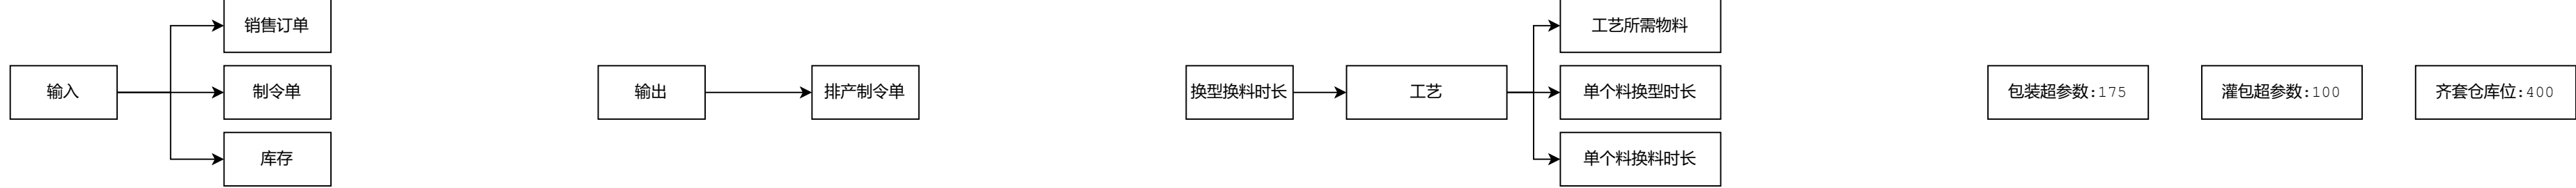 销售订单
输入
制令单
库存
输出
排产制令单
换型换料时长
工艺
工艺所需物料
单个料换型时长
单个料换料时长
包装超参数:175
灌包超参数:100
齐套仓库位:400